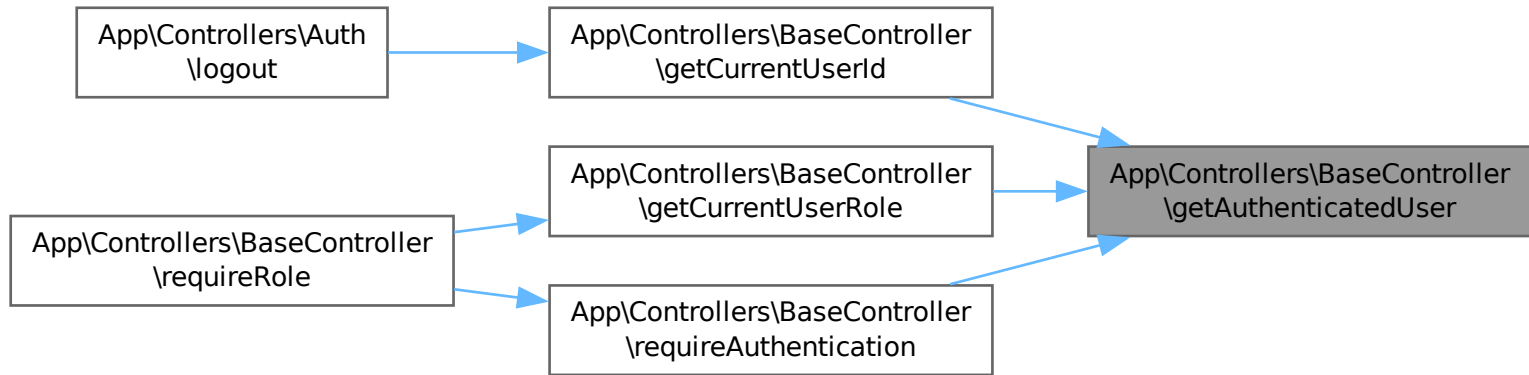 App\Controllers\Auth
\logout
App\Controllers\BaseController
\getCurrentUserId
App\Controllers\BaseController
\getCurrentUserRole
App\Controllers\BaseController
\getAuthenticatedUser
App\Controllers\BaseController
\requireRole
App\Controllers\BaseController
\requireAuthentication